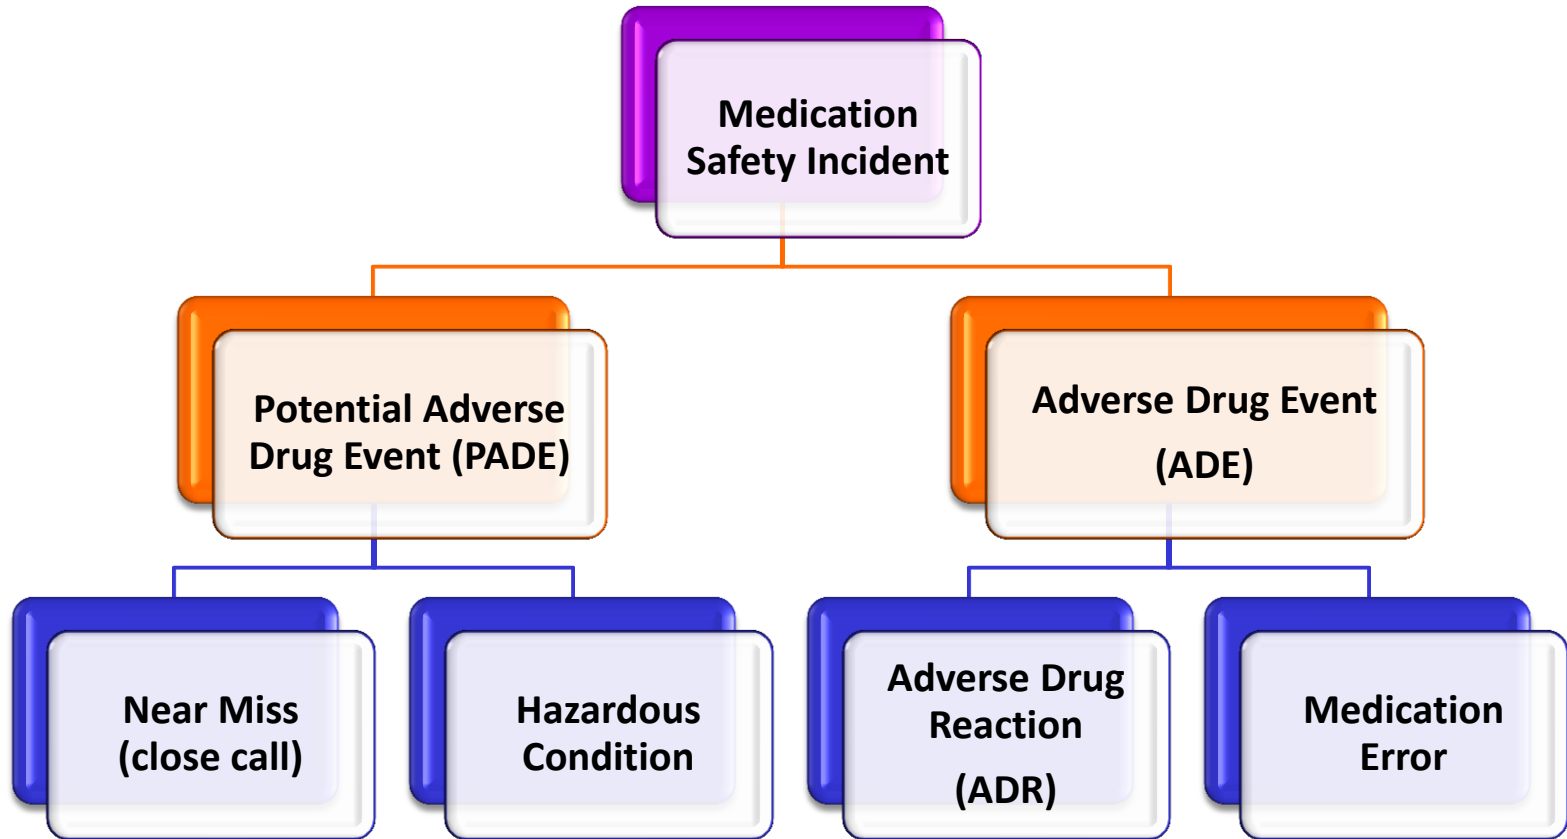 Medication
Safety Incident
Potential Adverse
Drug Event (PADE)
Adverse Drug Event
(ADE)
Near Miss
(close call)
Hazardous
Condition
Adverse Drug
Reaction
(ADR)
Medication
Error